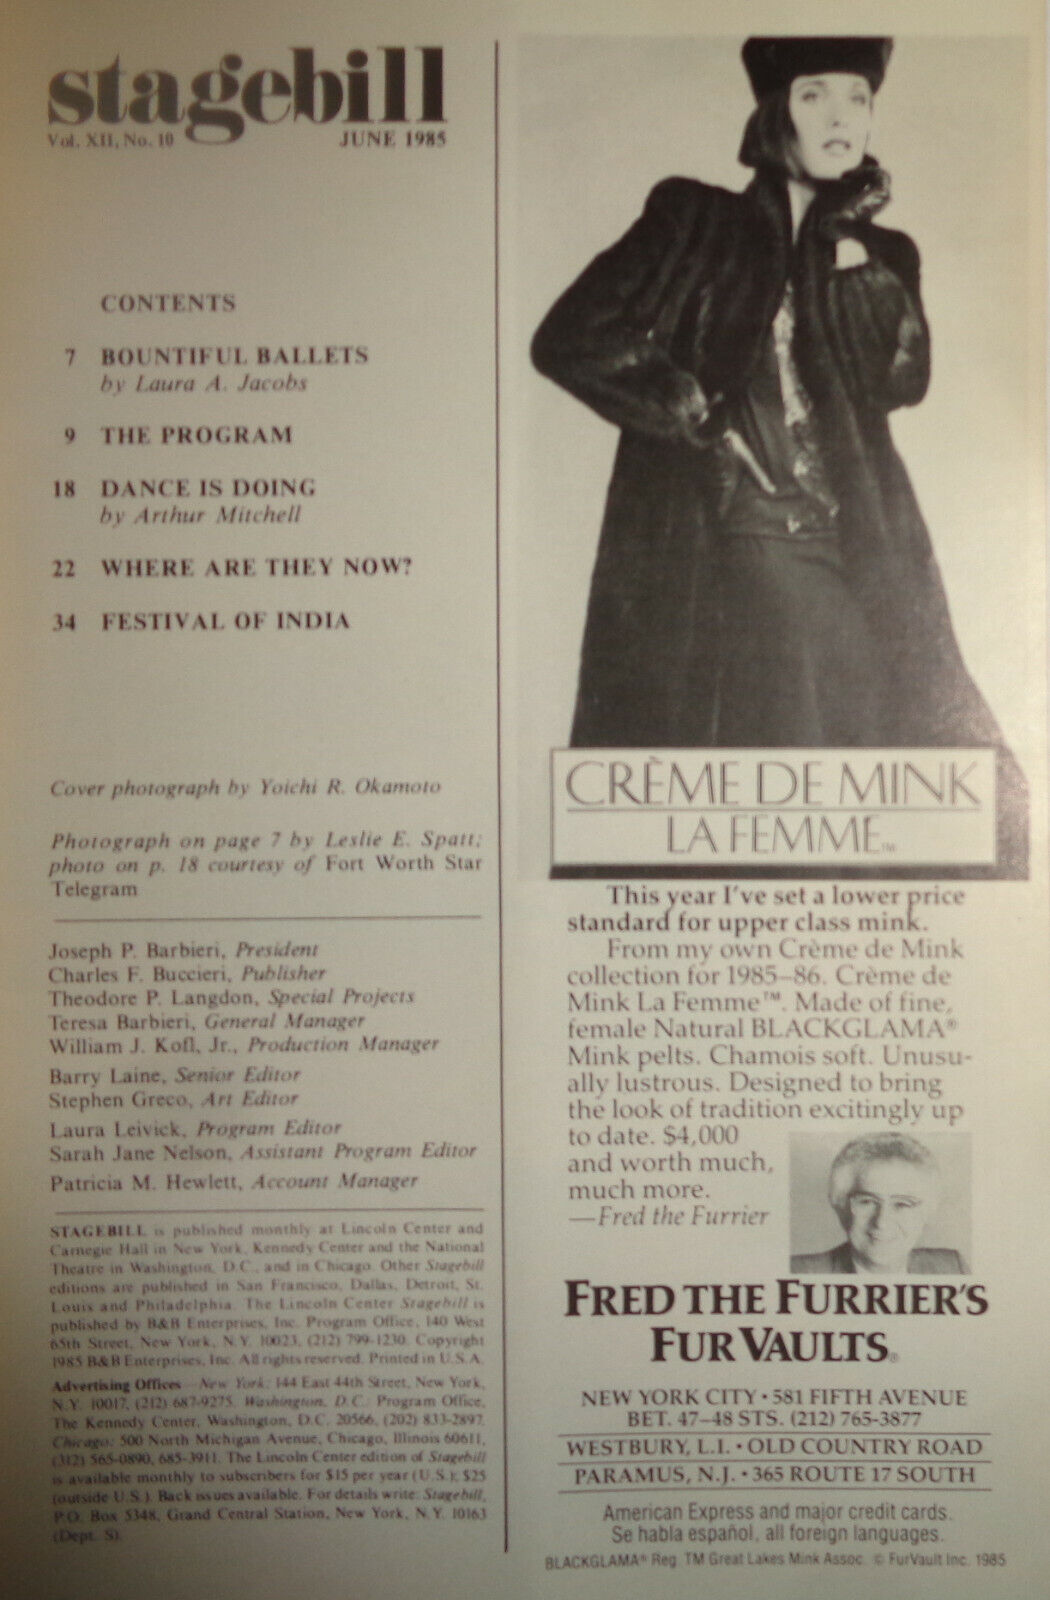 stagebill
Vol. XII, No. 10 JUNE 1985
CONTENTS
7 BOUNTIFUL BALLETS
by Laura A. Jacobs
9 THE PROGRAM
18 DANCE IS DOING
by Arthur Mitchell
22 WHERE ARE THEY NOW?
34 FESTIVAL OF INDIA
Cover photograph by Yoichi R. Okamoto
Photograph on page 7 by Leslie E. Spatt;
photo on p. 18 courtesy of Fort Worth Star
Telegram
Joseph P. Barbieri, President
Charles F. Buccieri, Publisher
Theodore P. Langdon, Special Projects
Teresa Barbieri, General Manager
William J. Kofl, Jr., Production Manager
Barry Laine, Senior Editor
Stephen Greco, Art Editor
Laura Leivick, Program Editor
Sarah Jane Nelson, Assistant Program Editor
Patricia M. Hewlett, Account Manager
STAGEBILL is published monthly at Lincoln Center and
Carnegie Hall in New York, Kennedy Center and the National
Theatre in Washington, D.C., and in Chicago. Other Stagebill
editions are published in San Francisco, Dallas, Detroit, St.
Louis and Philadelphia. The Lincoln Center Stagebill is
published by B&B Enterprises, Inc. Program Office, 140 West
65th Street, New York, N.Y. 10023, (212) 799-1230. Copyright
1985 B&B Enterprises, Inc. All rights reserved. Printed in U.S.A.
Advertising Offices—New York: 144 East 44th Street, New York,
N.Y. 10017, (212) 687-9275. Washington, D.C.: Program Office,
The Kennedy Center, Washington, D.C. 20566, (202) 833-2897.
Chicago: 500 North Michigan Avenue, Chicago, Illinois 60611,
(312) 565-0890, 685-3911. The Lincoln Center edition of Stagebill
is available monthly to subscribers for $15 per year (U.S.); $25
(outside U.S.). Back issues available. For details write: Stagebill,
P.O. Box 5348, Grand Central Station, New York, N.Y. 10163
(Dept. S).
CRÈME DE MINK
LA FEMME™
This year I've set a lower price
standard for upper class mink.
From my own Crème de Mink
collection for 1985–86. Crème de
Mink La Femme™. Made of fine,
female Natural BLACKGLAMA®
Mink pelts. Chamois soft. Unusu-
ally lustrous. Designed to bring
the look of tradition excitingly up
to date. $4,000
and worth much,
much more.
—Fred the Furrier
FRED THE FURRIER'S
FUR VAULTS®
NEW YORK CITY • 581 FIFTH AVENUE
BET. 47–48 STS. (212) 765-3877
WESTBURY, L.I. • OLD COUNTRY ROAD
PARAMUS, N.J. • 365 ROUTE 17 SOUTH
American Express and major credit cards.
Se habla español, all foreign languages.
BLACKGLAMA® Reg. TM Great Lakes Mink Assoc. © FurVault Inc. 1985